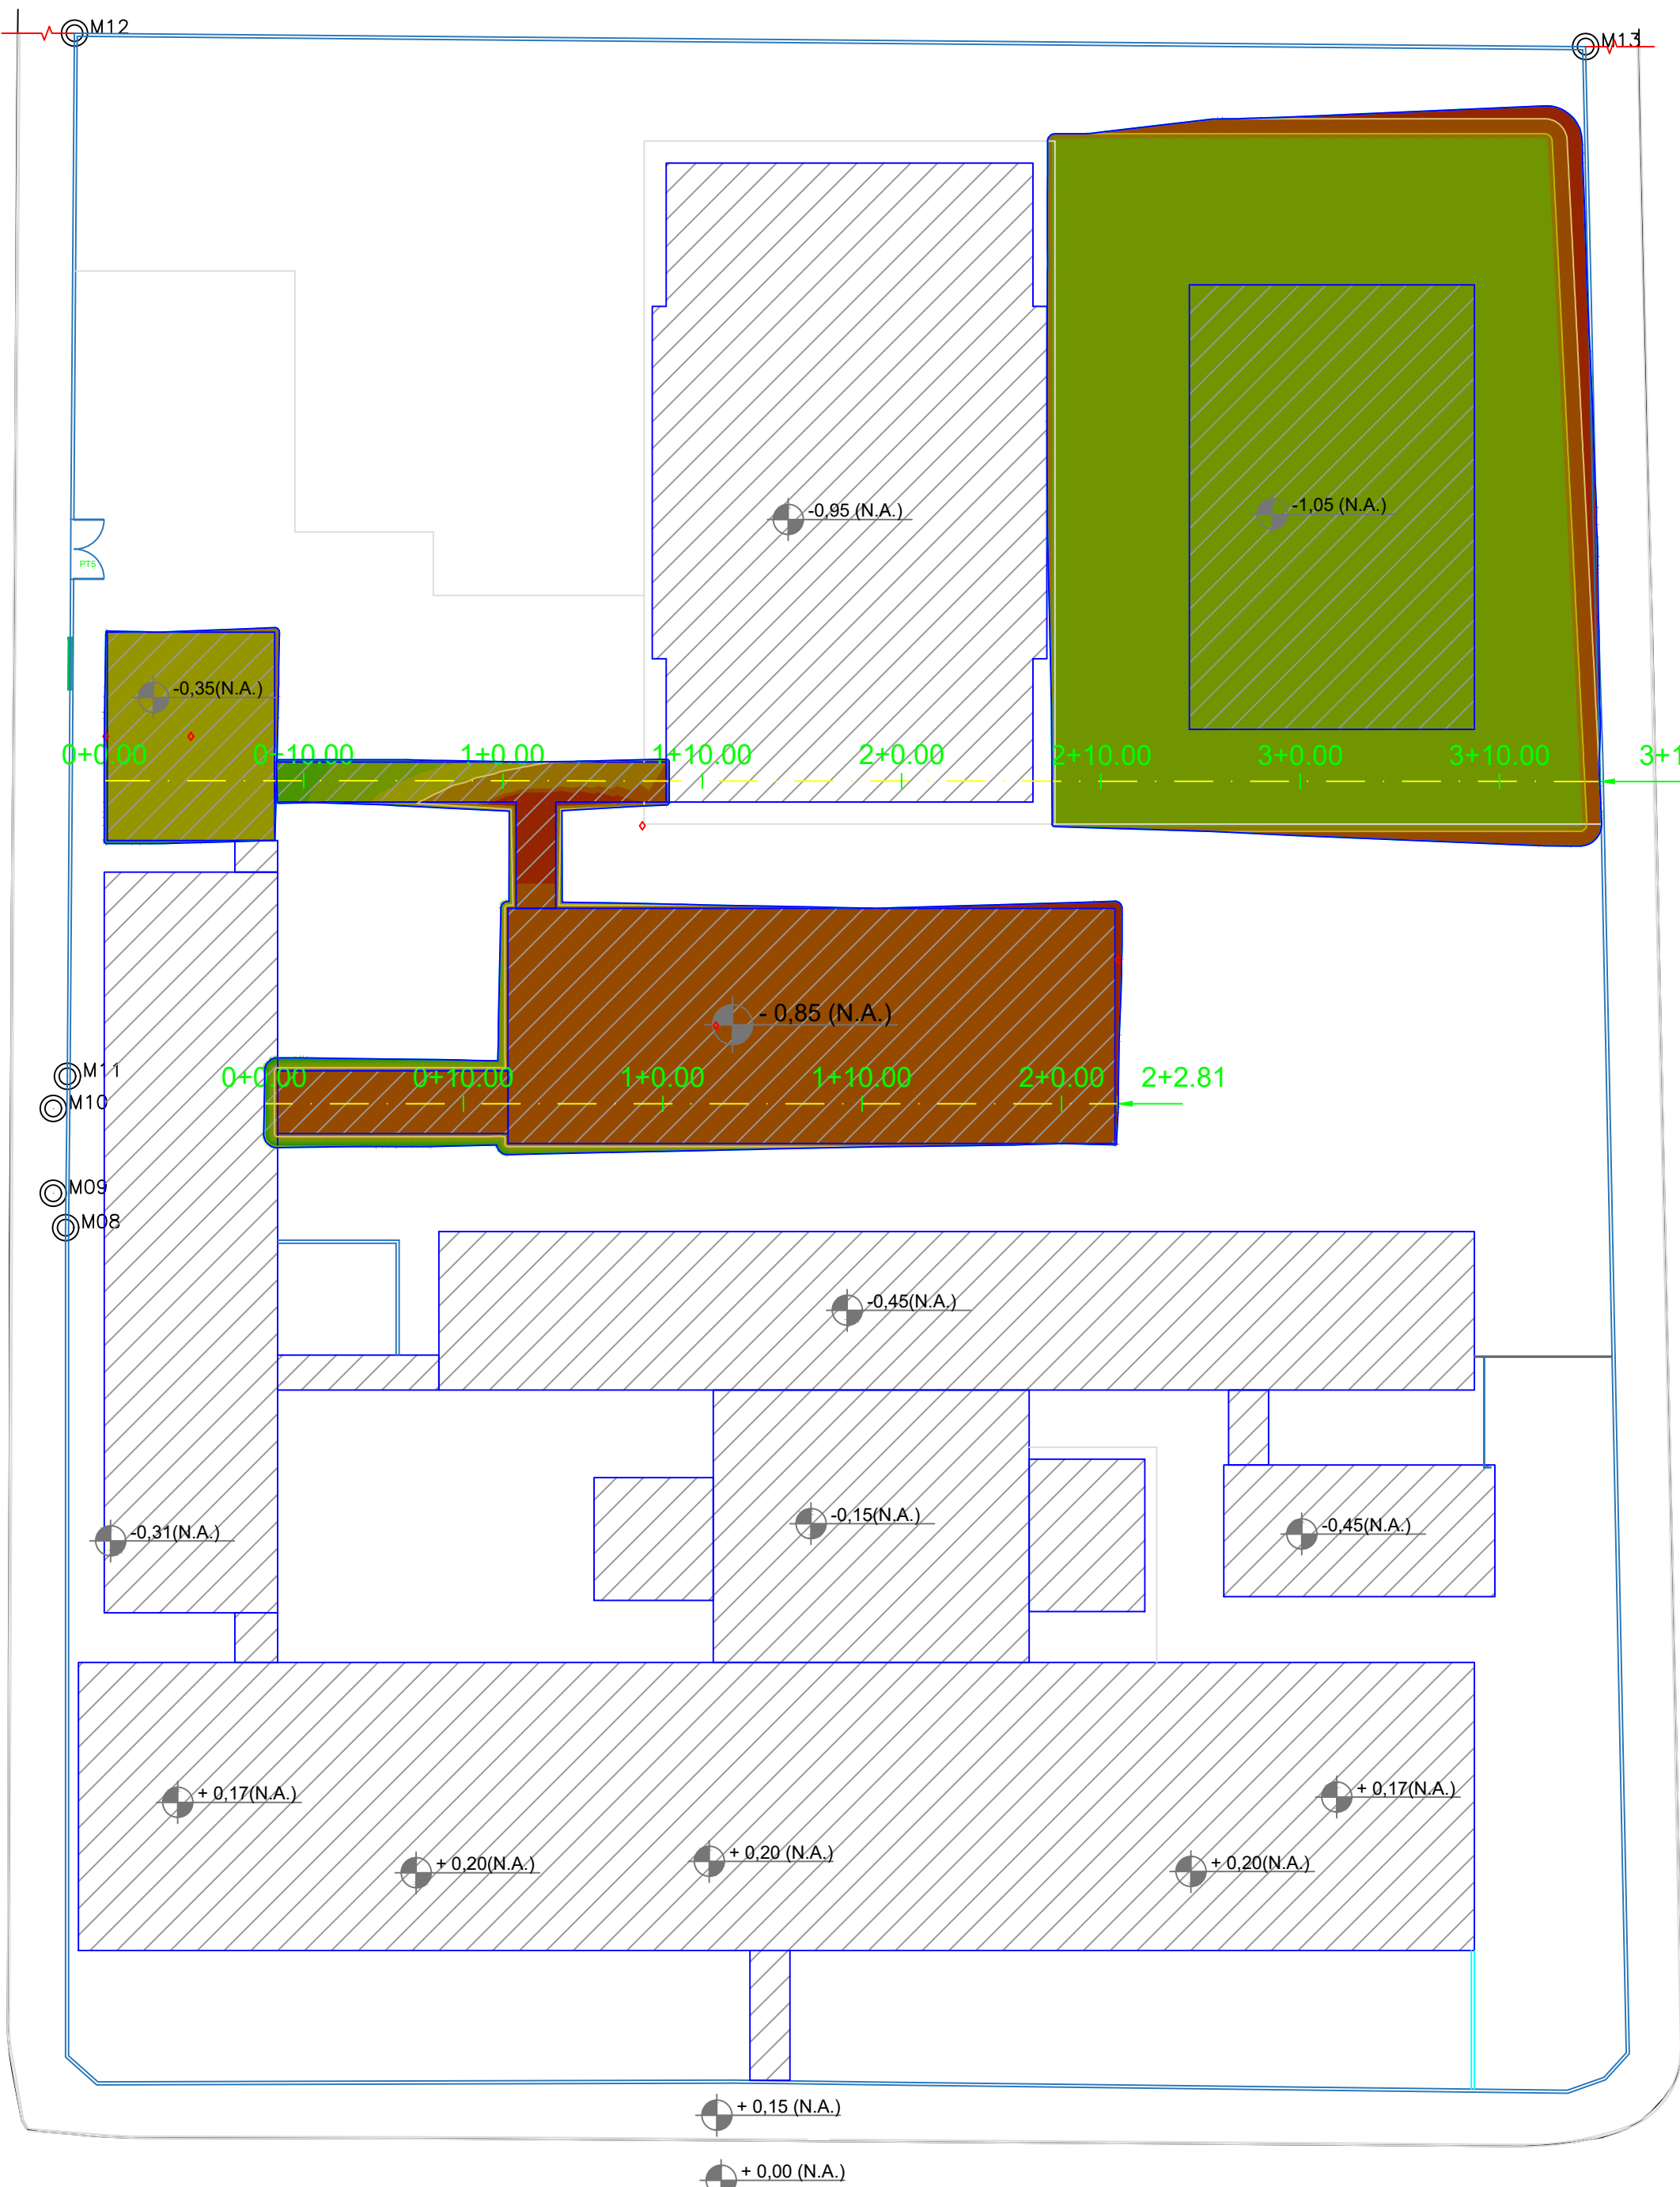 M12
M13
-0,95 (N.A.)
-1,05 (N.A.)
PT5
-0,35(N.A.)
0+0.00
0+10.00
1+0.00
1+10.00
2+0.00
2+10.00
3+0.00
3+10.00
3+1
- 0,85 (N.A.)
M11
0+0.00
0+10.00
1+0.00
1+10.00
2+0.00
2+2.81
M10
M09
M08
-0,45(N.A.)
-0,15(N.A.)
-0,45(N.A.)
-0,31(N.A.)
+ 0,17(N.A.)
+ 0,17(N.A.)
+ 0,20(N.A.)
+ 0,20 (N.A.)
+ 0,20(N.A.)
+ 0,15 (N.A.)
+ 0,00 (N.A.)